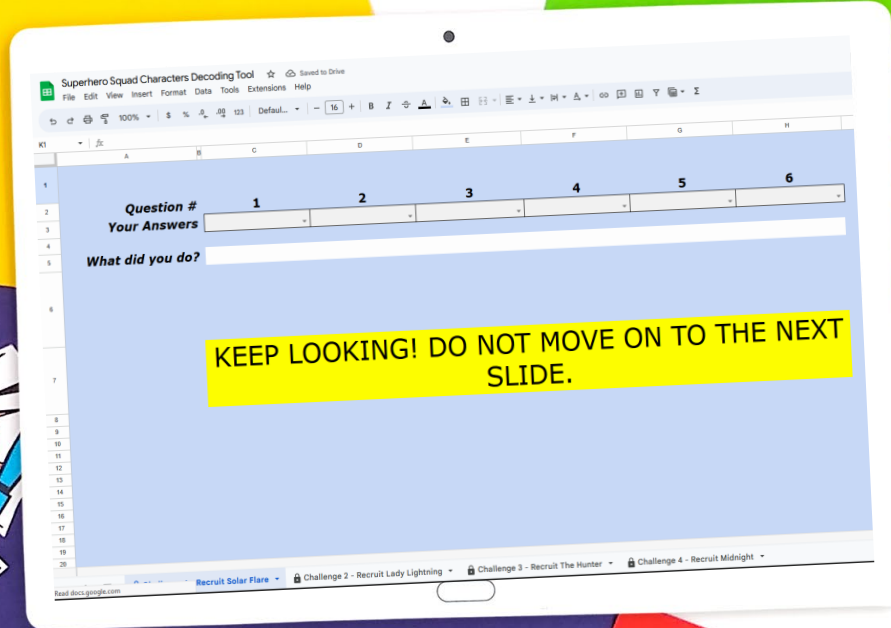 Superhero Squad Characters Decoding Tool Saved to Drive
File Edit View Insert Format Data Tools Extensions Help
100% $ % .0 .00 123 Defaul... - 16 + B I A
K1 fx
A B C D E F G H
1
Question # 1 2 3 4 5 6
2
Your Answers
3
4
What did you do?
5
6
KEEP LOOKING! DO NOT MOVE ON TO THE NEXT
SLIDE.
7
8
9
10
11
12
13
14
15
16
17
18
19
20
Recruit Solar Flare Challenge 2 - Recruit Lady Lightning Challenge 3 - Recruit The Hunter Challenge 4 - Recruit Midnight
Read docs.google.com